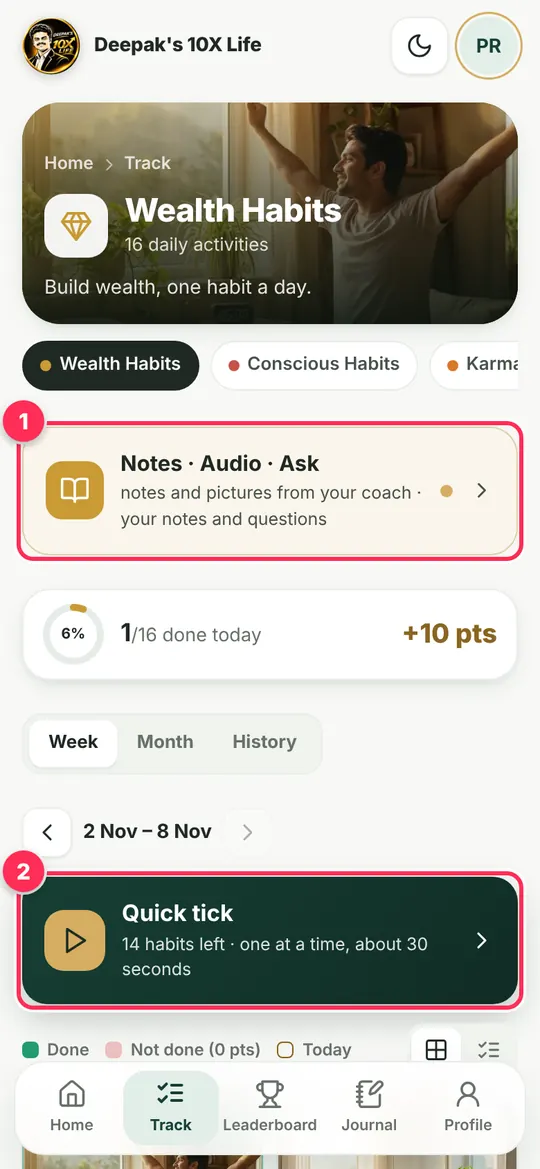 Deepak's 10X Life
PR
Home > Track
Wealth Habits
16 daily activities
Build wealth, one habit a day.
Wealth Habits
Conscious Habits
Karma
1
Notes · Audio · Ask
notes and pictures from your coach ·
your notes and questions
6%
1/16 done today
+10 pts
Week
Month
History
2 Nov – 8 Nov
2
Quick tick
14 habits left · one at a time, about 30
seconds
Done
Not done (0 pts)
Today
Home
Track
Leaderboard
Journal
Profile